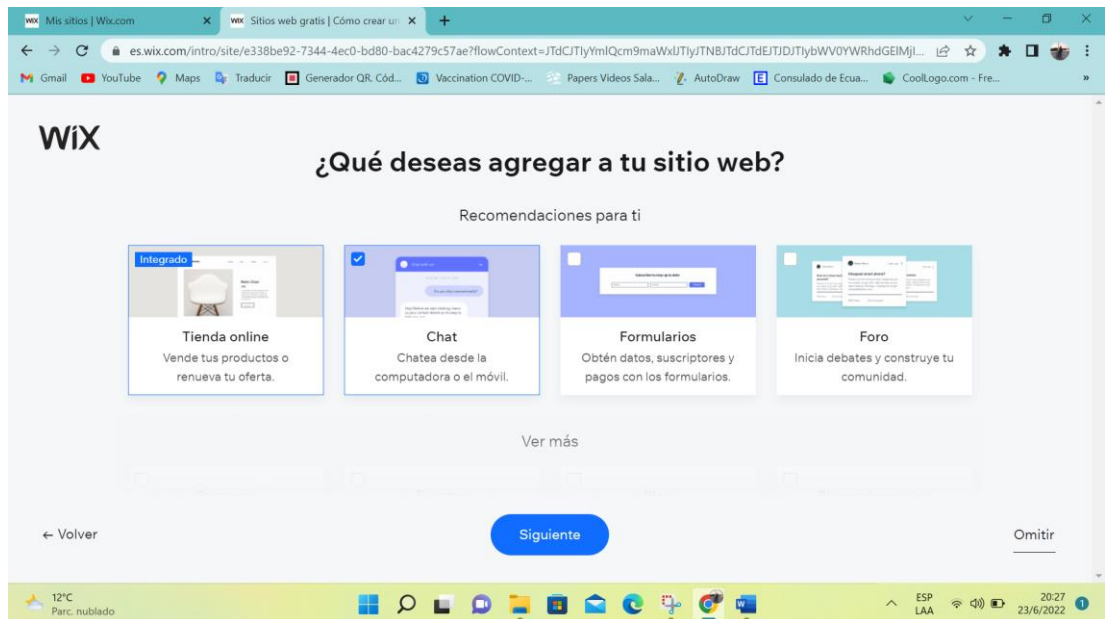 Mis sitios | Wix.com
Sitios web gratis | Cómo crear un
es.wix.com/intro/site/e338be92-7344-4ec0-bd80-bac4279c57ae?flowContext=
Gmail
YouTube
Maps
Traducir
Generador QR. Cód...
Vaccination COVID-...
Papers Videos Sala...
AutoDraw
Consulado de Ecua...
CoolLogo.com - Fre...
WiX
¿Qué deseas agregar a tu sitio web?
Recomendaciones para ti
Integrado
Tienda online
Vende tus productos o
renueva tu oferta.
Chat
Chatea desde la
computadora o el móvil.
Formularios
Obtén datos, suscriptores y
pagos con los formularios.
Foro
Inicia debates y construye tu
comunidad.
Ver más
← Volver
Siguiente
Omitir
12°C
Parc. nublado
ESP
LAA
20:27
23/6/2022
1